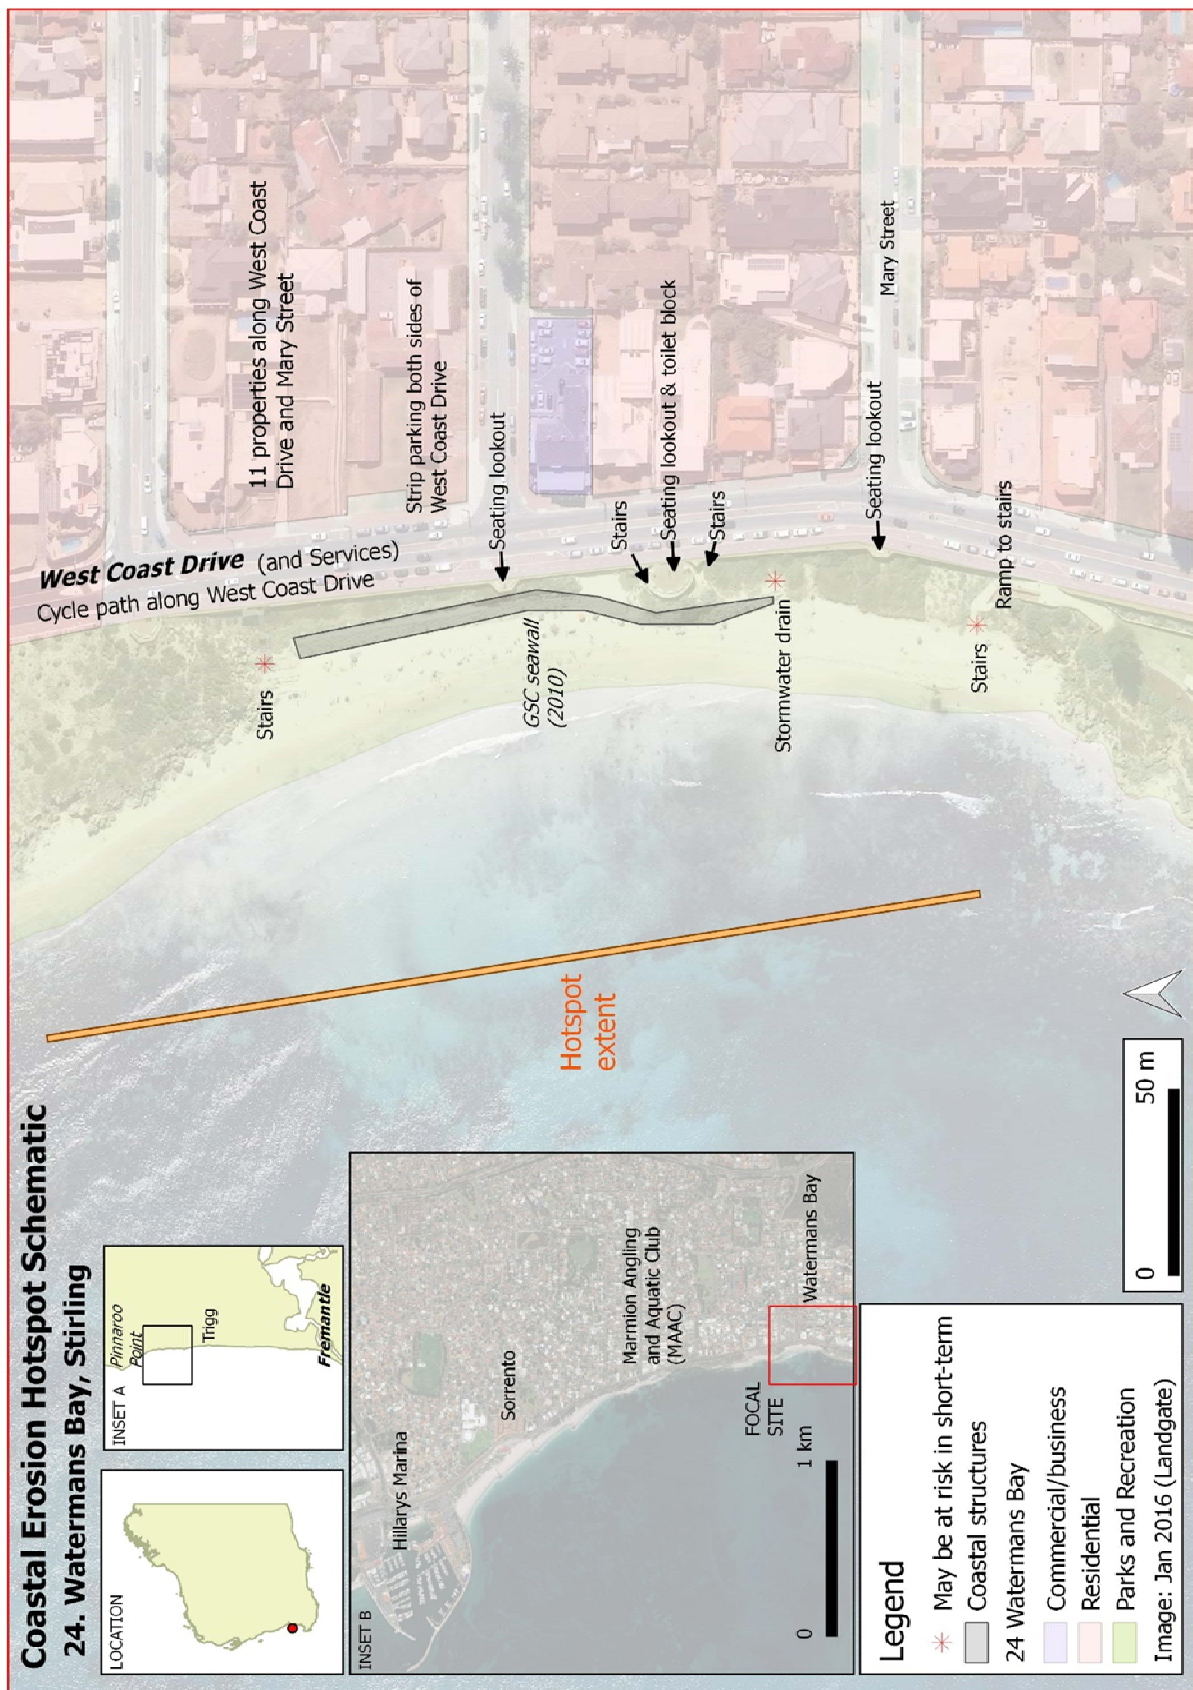 Coastal Erosion Hotspot Schematic
24. Watermans Bay, Stirling
LOCATION
INSET A
Pinnaroo
Point
Trigg
Fremantle
INSET B
Hillarys Marina
Sorrento
Marmion Angling
and Aquatic Club
(MAAC)
FOCAL
SITE
Watermans Bay
0
1 km
Legend
May be at risk in short-term
Coastal structures
24 Watermans Bay
Commercial/business
Residential
Parks and Recreation
Image: Jan 2016 (Landgate)
0
50 m
Hotspot
extent
West Coast Drive (and Services)
Cycle path along West Coast Drive
11 properties along West Coast
Drive and Mary Street
Strip parking both sides of
West Coast Drive
Stairs
Seating lookout
GSC seawall
(2010)
Stairs
Seating lookout & toilet block
Stairs
Stormwater drain
Seating lookout
Mary Street
Stairs
Ramp to stairs